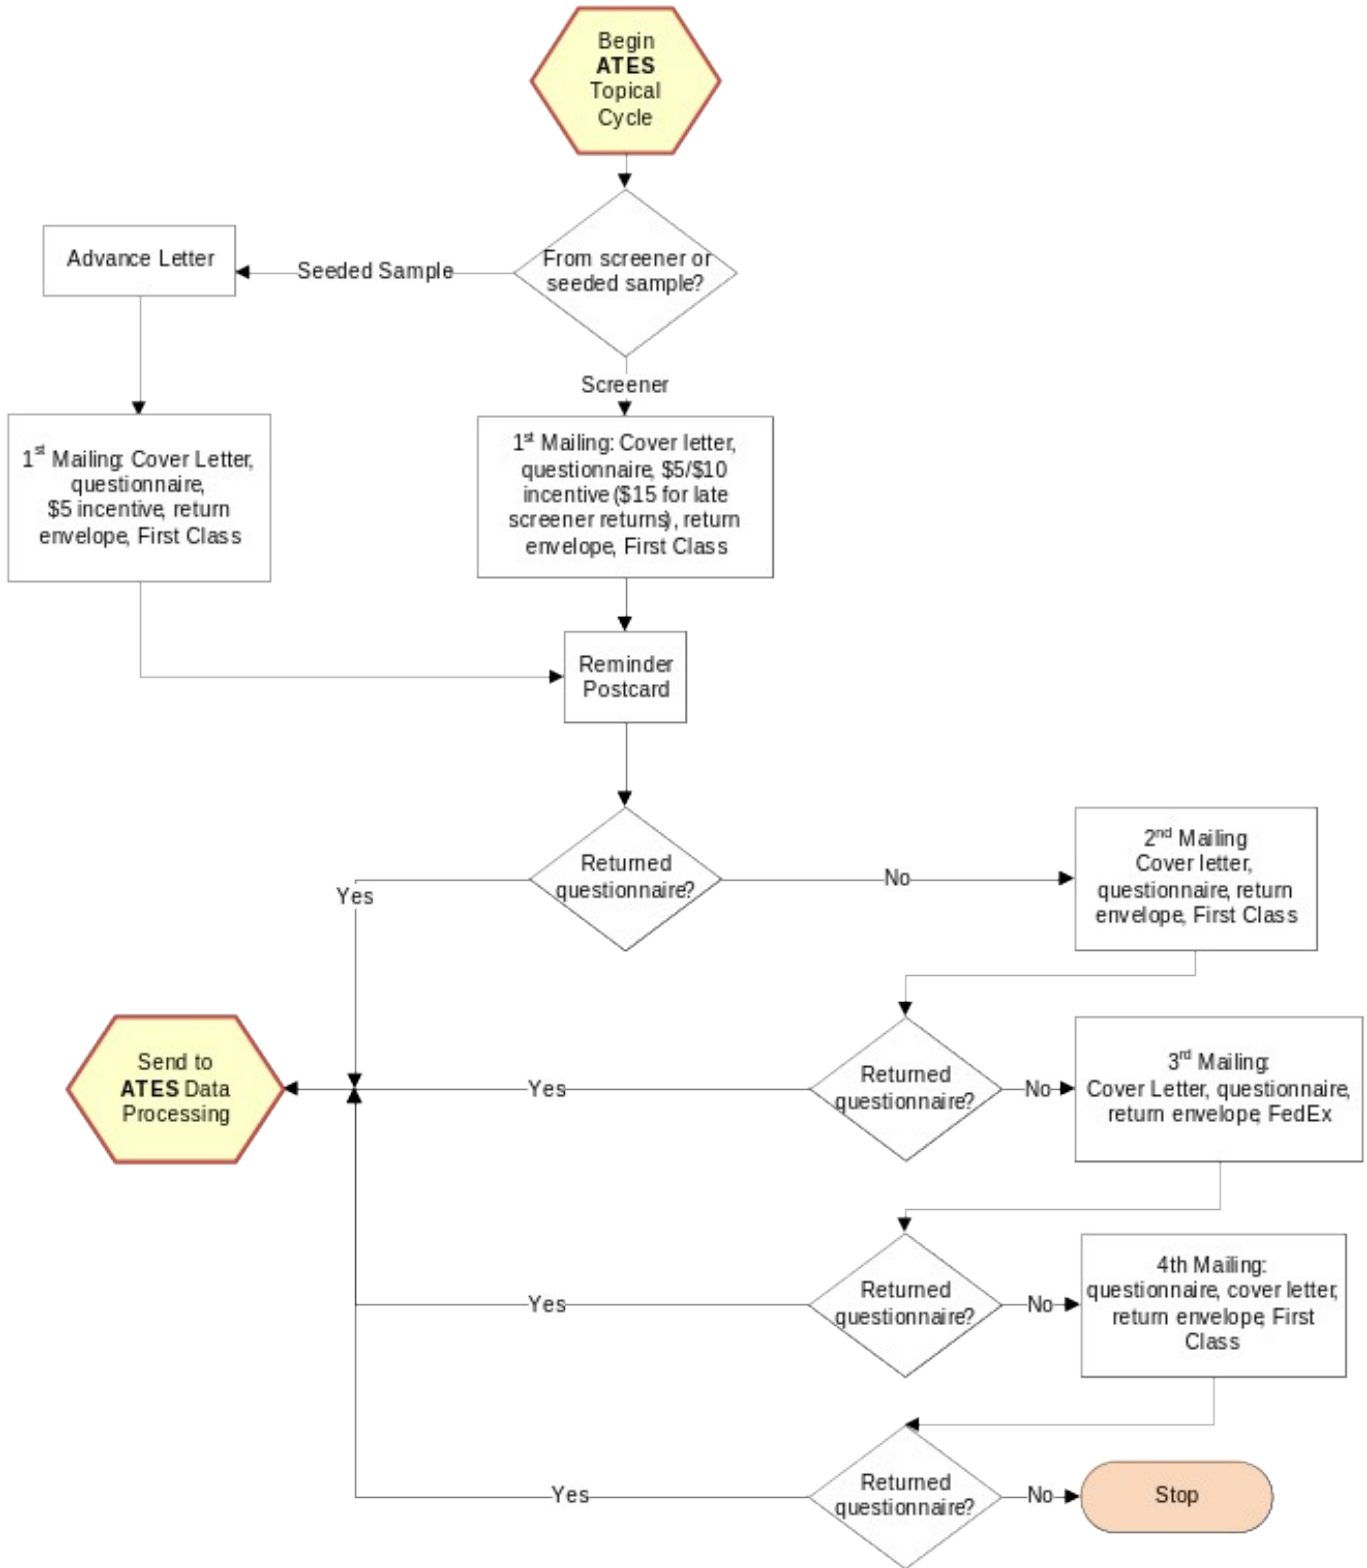 Begin
ATES
Topical
Cycle
From screener or
seeded sample?
Seeded Sample
Advance Letter
Screener
1st Mailing: Cover Letter,
questionnaire,
$5 incentive, return
envelope, First Class
1st Mailing: Cover letter,
questionnaire, $5/$10
incentive ($15 for late
screener returns), return
envelope, First Class
Reminder
Postcard
Returned
questionnaire?
Yes
No
2nd Mailing
Cover letter,
questionnaire, return
envelope, First Class
Send to
ATES Data
Processing
Yes
Returned
questionnaire?
No
3rd Mailing:
Cover Letter, questionnaire,
return envelope, FedEx
Yes
Returned
questionnaire?
No
4th Mailing:
questionnaire, cover letter,
return envelope, First
Class
Yes
Returned
questionnaire?
No
Stop